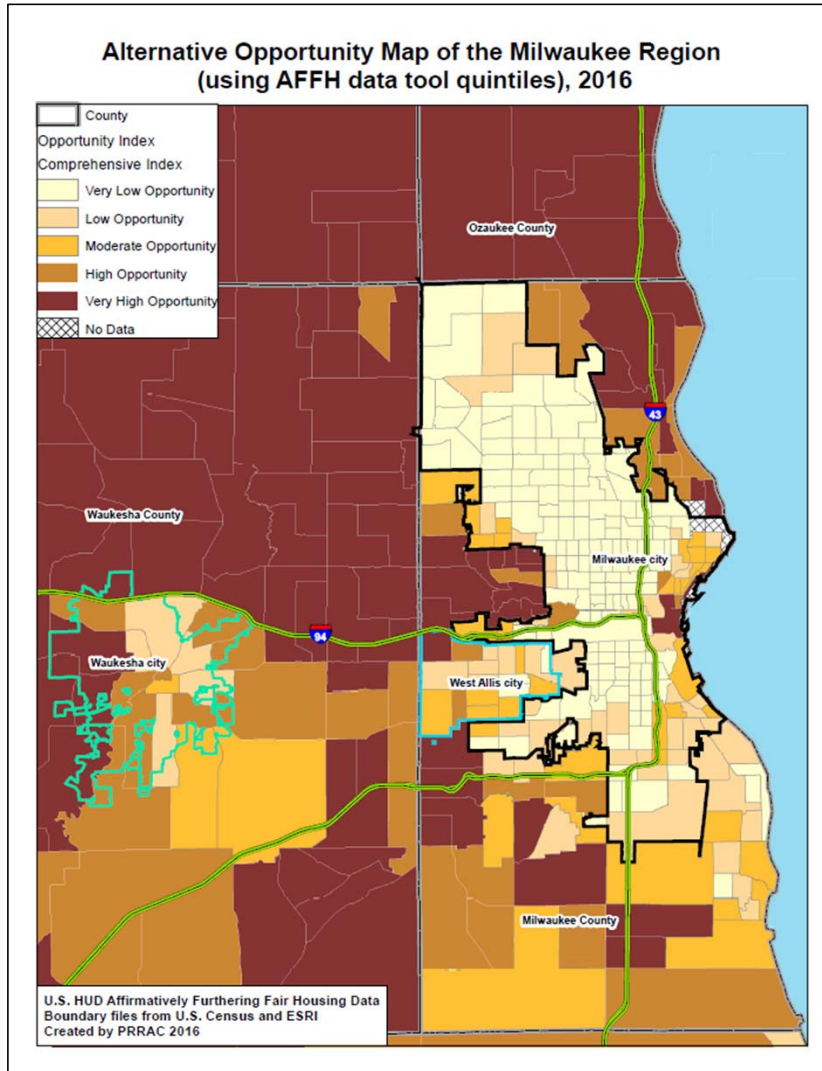 Alternative Opportunity Map of the Milwaukee Region
(using AFFH data tool quintiles), 2016
County
Opportunity Index
Comprehensive Index
Very Low Opportunity
Low Opportunity
Moderate Opportunity
High Opportunity
Very High Opportunity
No Data
Ozaukee County
43
Waukesha County
Milwaukee city
94
Waukesha city
West Allis city
Milwaukee County
U.S. HUD Affirmatively Furthering Fair Housing Data
Boundary files from U.S. Census and ESRI
Created by PRRAC 2016